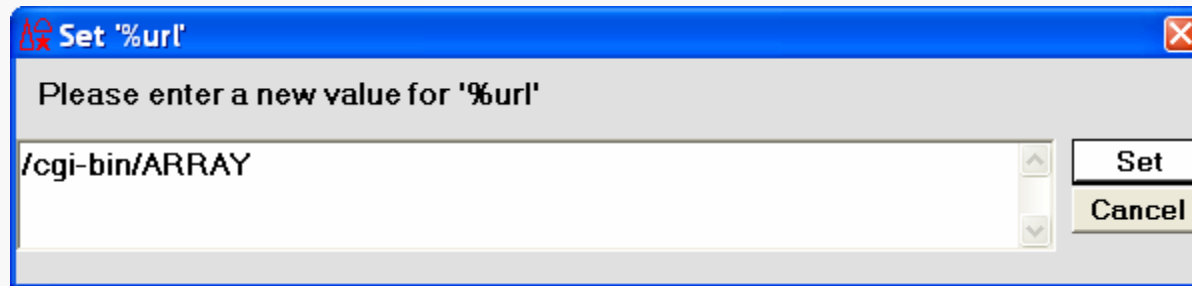 Set '%url'
Please enter a new value for '%url'
/cgi-bin/ARRAY
Set
Cancel